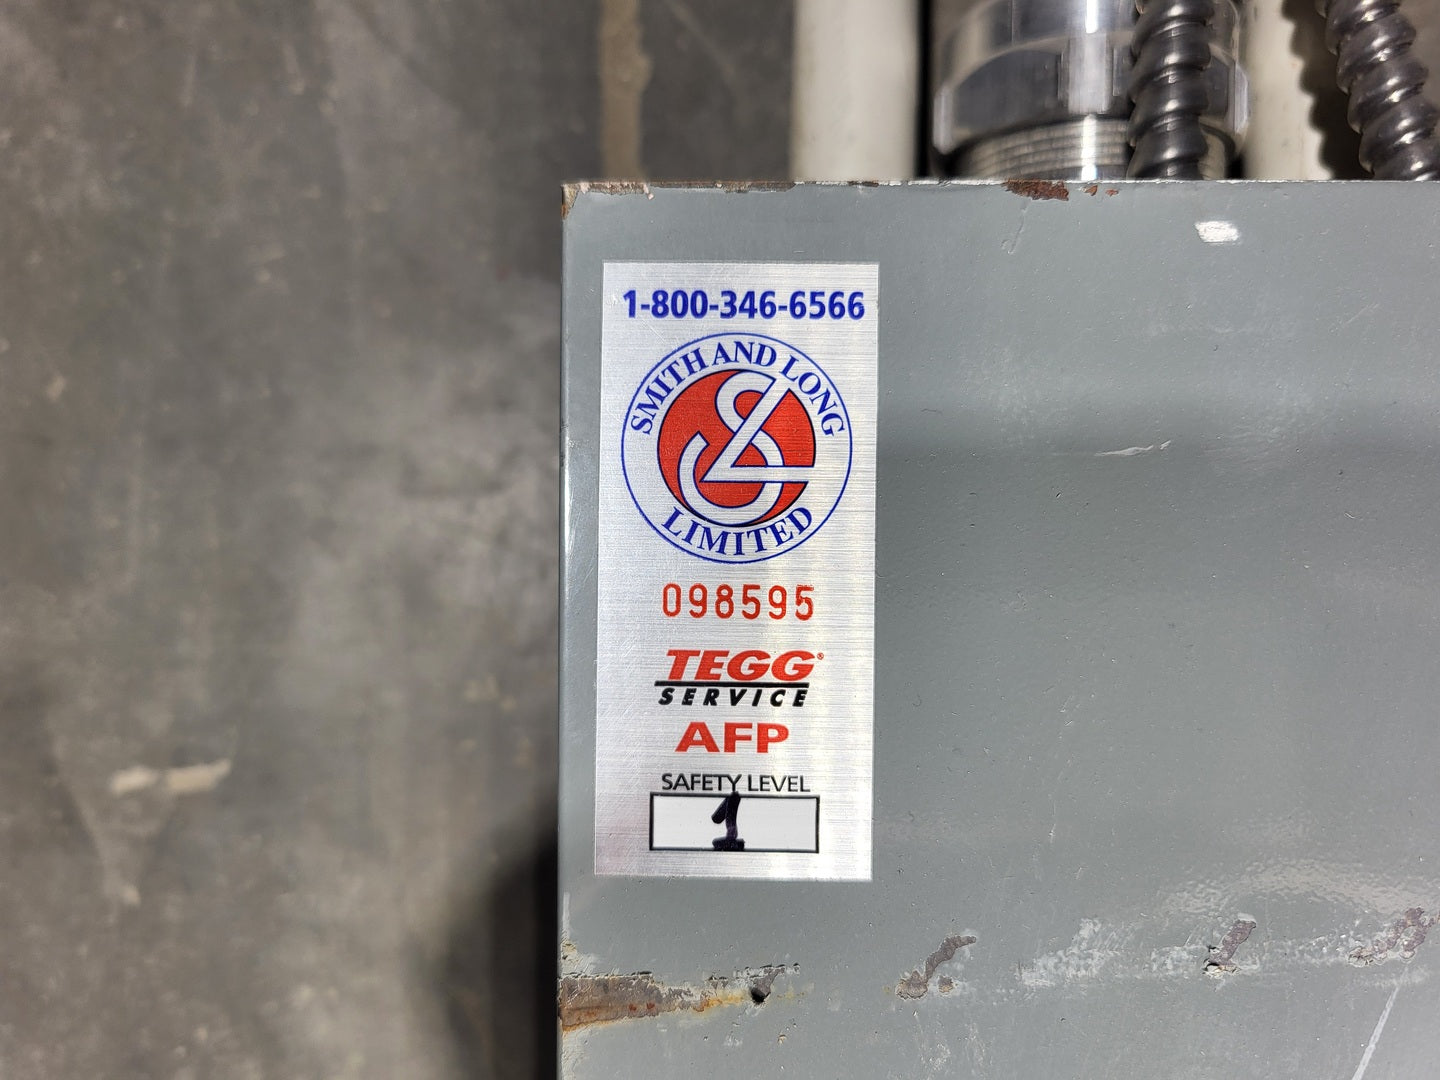 1-800-346-6566
SMITH AND LONG
LIMITED
098595
TEGG®
SERVICE
AFP
SAFETY LEVEL
1